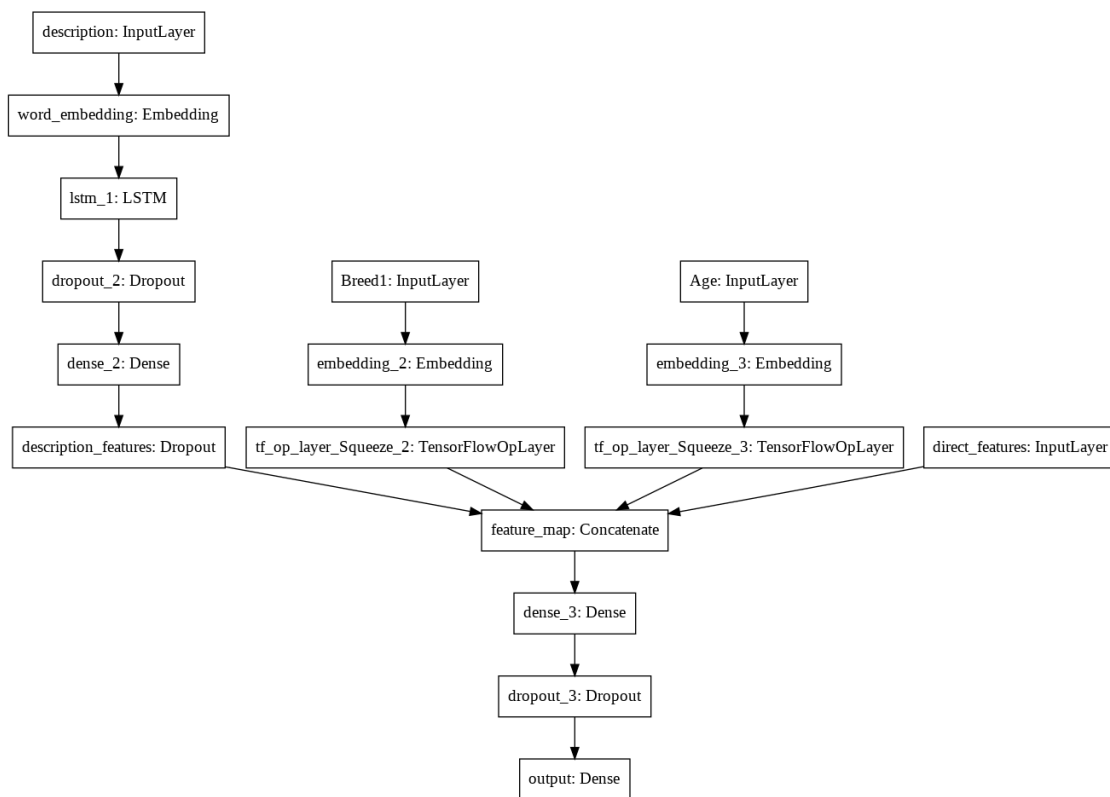 description: InputLayer
word_embedding: Embedding
lstm_1: LSTM
dropout_2: Dropout
Breed1: InputLayer
Age: InputLayer
dense_2: Dense
embedding_2: Embedding
embedding_3: Embedding
description_features: Dropout
tf_op_layer_Squeeze_2: TensorFlowOpLayer
tf_op_layer_Squeeze_3: TensorFlowOpLayer
direct_features: InputLayer
feature_map: Concatenate
dense_3: Dense
dropout_3: Dropout
output: Dense